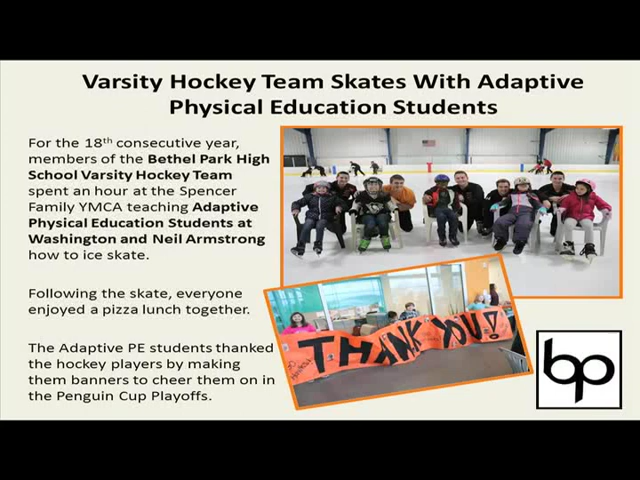 Varsity Hockey Team Skates With Adaptive
Physical Education Students
For the 18th consecutive year,
members of the Bethel Park High
School Varsity Hockey Team
spent an hour at the Spencer
Family YMCA teaching Adaptive
Physical Education Students at
Washington and Neil Armstrong
how to ice skate.
Following the skate, everyone
enjoyed a pizza lunch together.
The Adaptive PE students thanked
the hockey players by making
them banners to cheer them on in
the Penguin Cup Playoffs.
THANK YOU!
bp